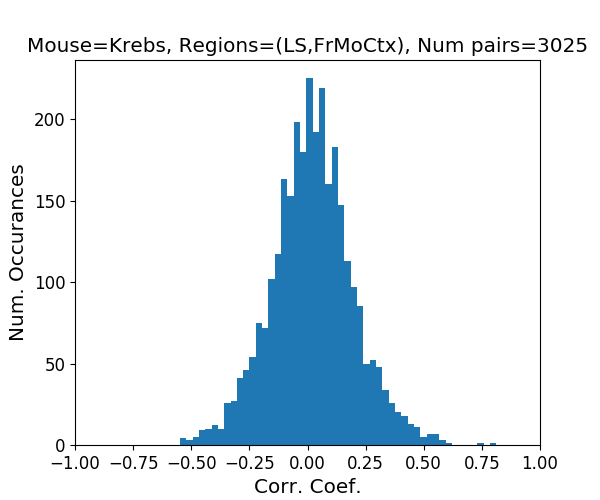 Mouse=Krebs, Regions=(LS,FrMoCtx), Num pairs=3025
Num. Occurances
200
150
100
50
0
−1.00 −0.75 −0.50 −0.25 0.00 0.25 0.50 0.75 1.00
Corr. Coef.